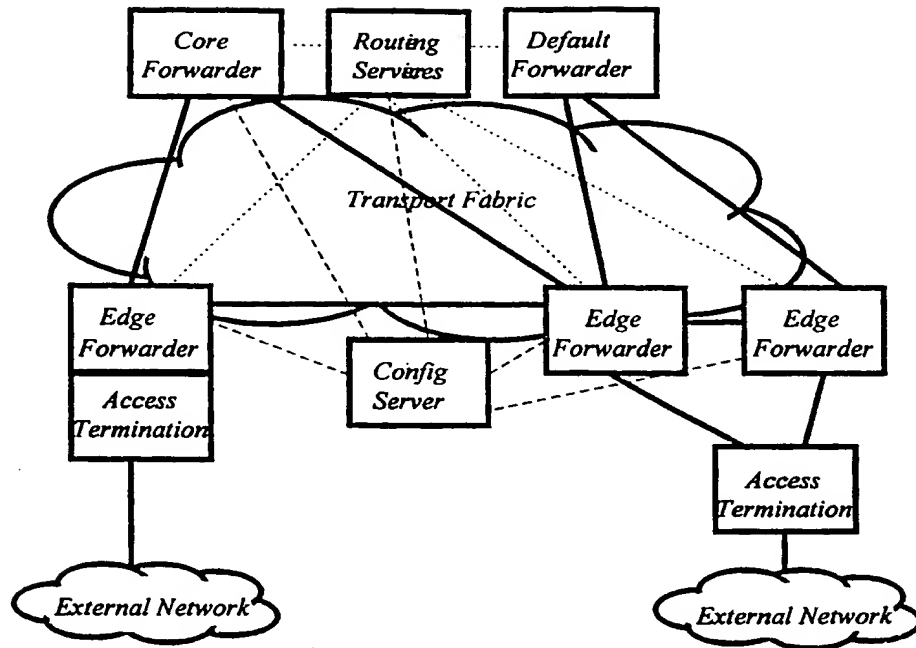 Core
Forwarder
Routing
Services
Default
Forwarder
Transport Fabric
Edge
Forwarder
Access
Termination
Config
Server
Edge
Forwarder
Edge
Forwarder
Access
Termination
External Network
External Network